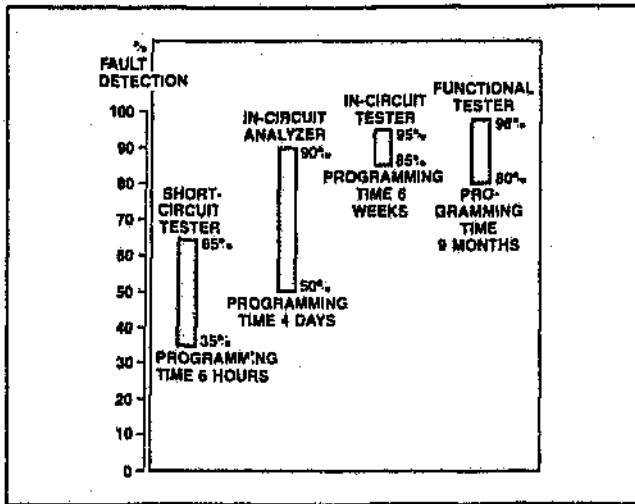 %
FAULT
DETECTION
100
90
80
70
60
50
40
30
20
10
0
SHORT-
CIRCUIT
TESTER
65%
35%
PROGRAMMING
TIME 6 HOURS
IN-CIRCUIT
ANALYZER
90%
50%
PROGRAMMING
TIME 4 DAYS
IN-CIRCUIT
TESTER
95%
85%
PROGRAMMING
TIME 6
WEEKS
FUNCTIONAL
TESTER
98%
80%
PRO-
GRAMMING
TIME
9 MONTHS